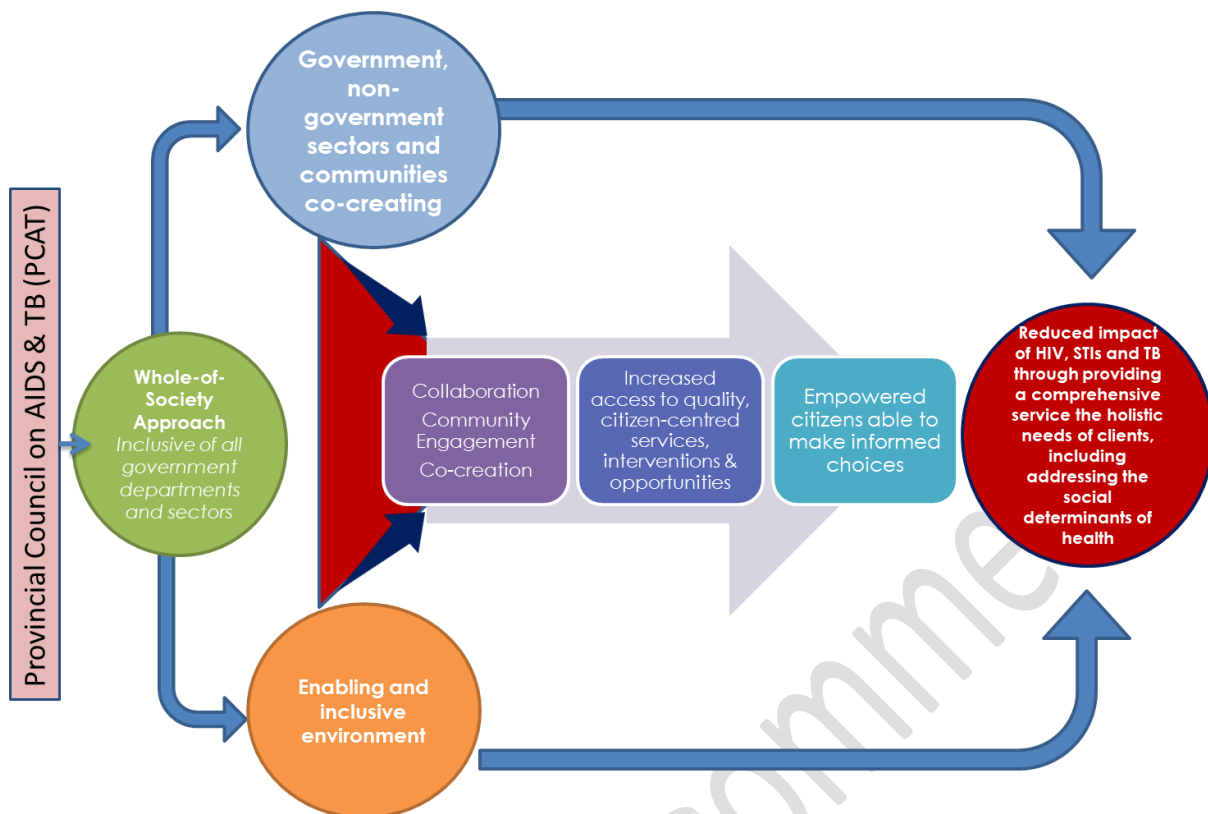 Provincial Council on AIDS & TB (PCAT)
Whole-of-
Society
Approach
Inclusive of all
government
departments
and sectors
Government,
non-
government
sectors and
communities
co-creating
Enabling and
inclusive
environment
Collaboration
Community
Engagement
Co-creation
Increased
access to quality,
citizen-centred
services,
interventions &
opportunities
Empowered
citizens able to
make informed
choices
Reduced impact
of HIV, STIs and TB
through providing
a comprehensive
service the holistic
needs of clients,
including
addressing the
social
determinants of
health